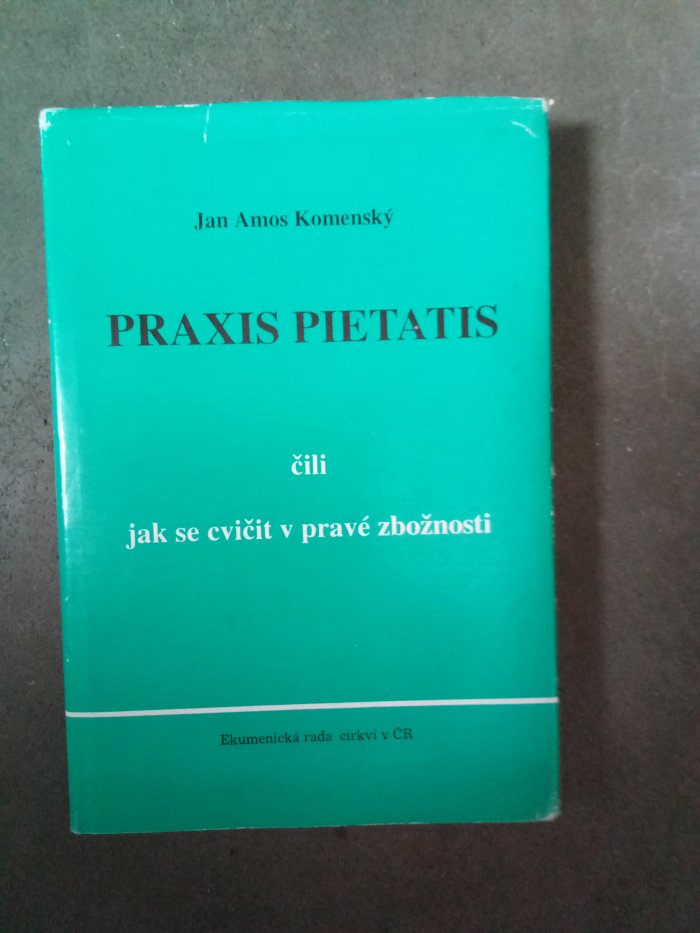 Jan Amos Komenský
PRAXIS PIETATIS
čili
jak se cvičit v pravé zbožnosti
Ekumenická rada církví v ČR